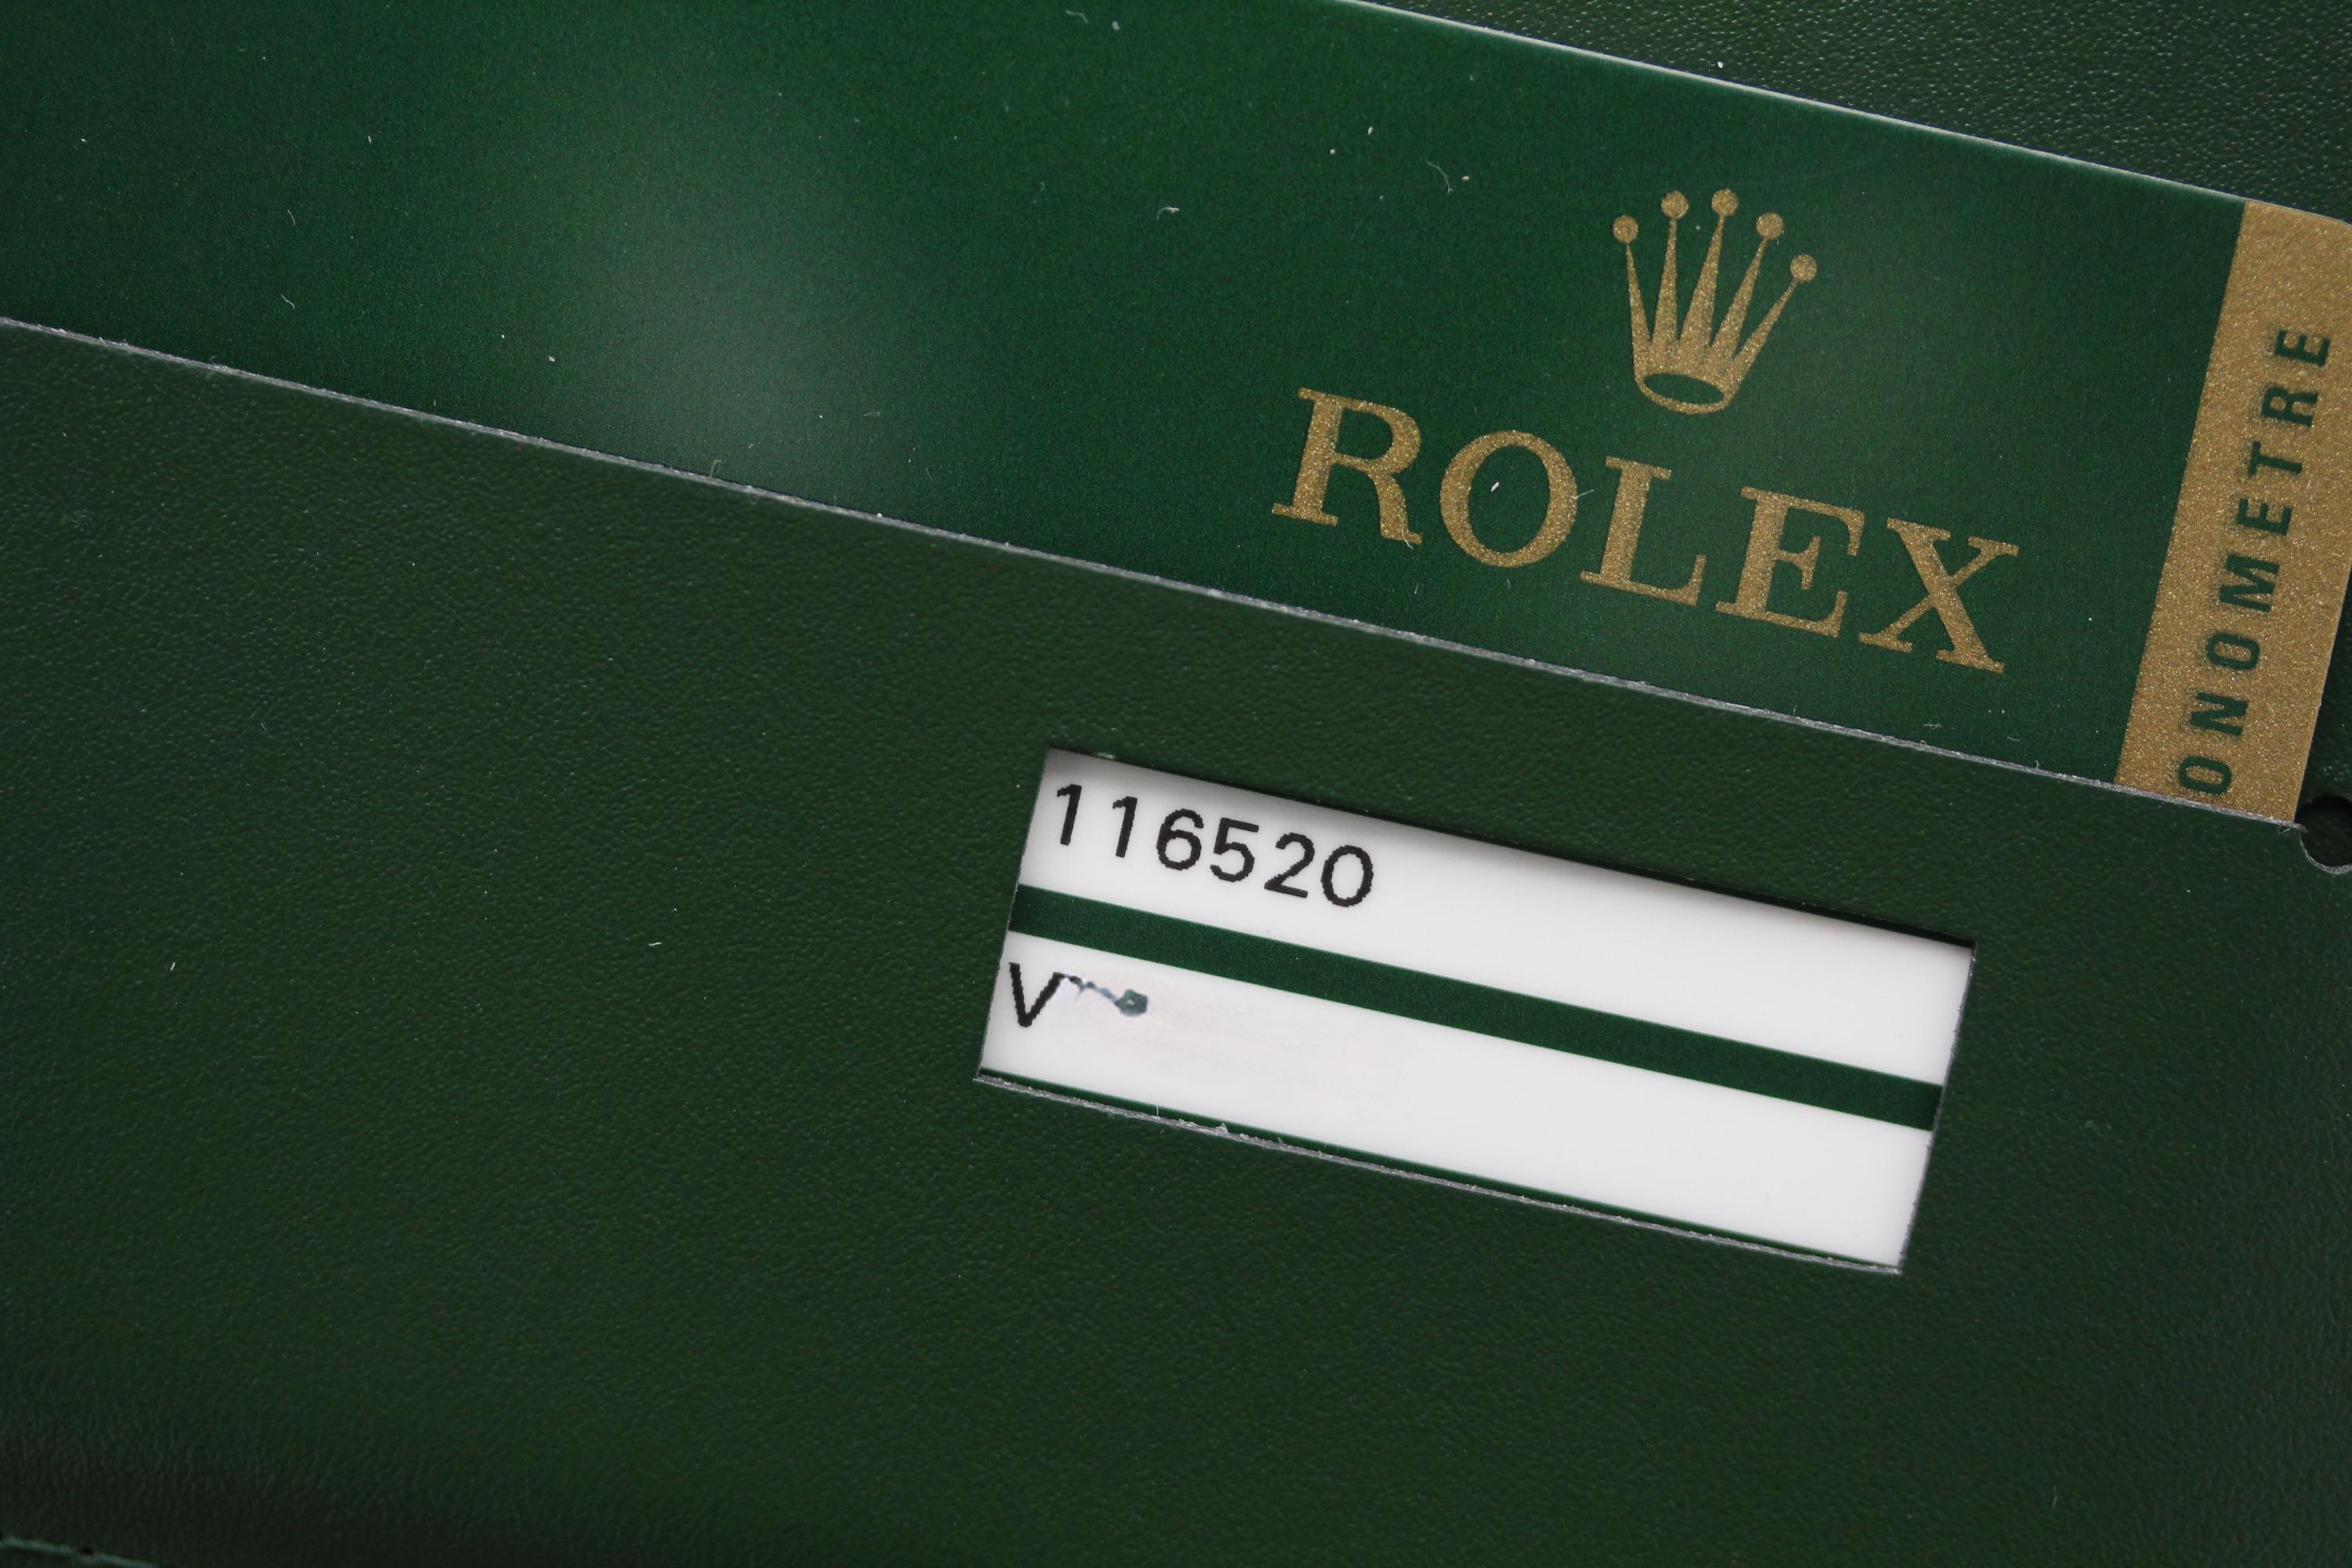 ROLEX
ONOMETRE
116520
V